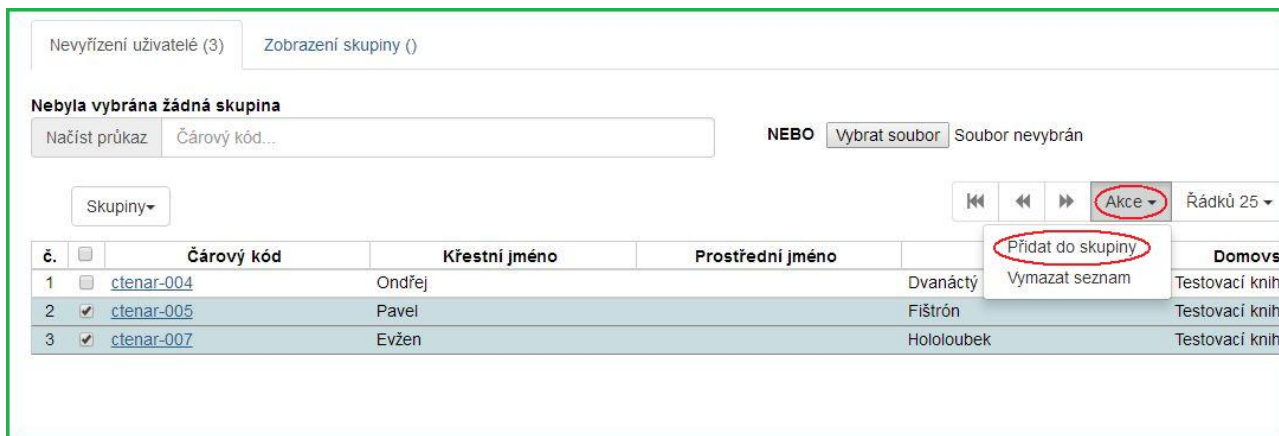 Nevyřízení uživatelé (3) Zobrazení skupiny ()
Nebyla vybrána žádná skupina
Načíst průkaz Čárový kód... NEBO Vybrat soubor Soubor nevybrán
Skupiny Akce Řádků 25
Přidat do skupiny
Vymazat seznam
č. Čárový kód Křestní jméno Prostřední jméno Domovs
1 ctenar-004 Ondřej Dvanáctý Testovací knih
2 ctenar-005 Pavel Fištrón Testovací knih
3 ctenar-007 Evžen Hololoubek Testovací knih